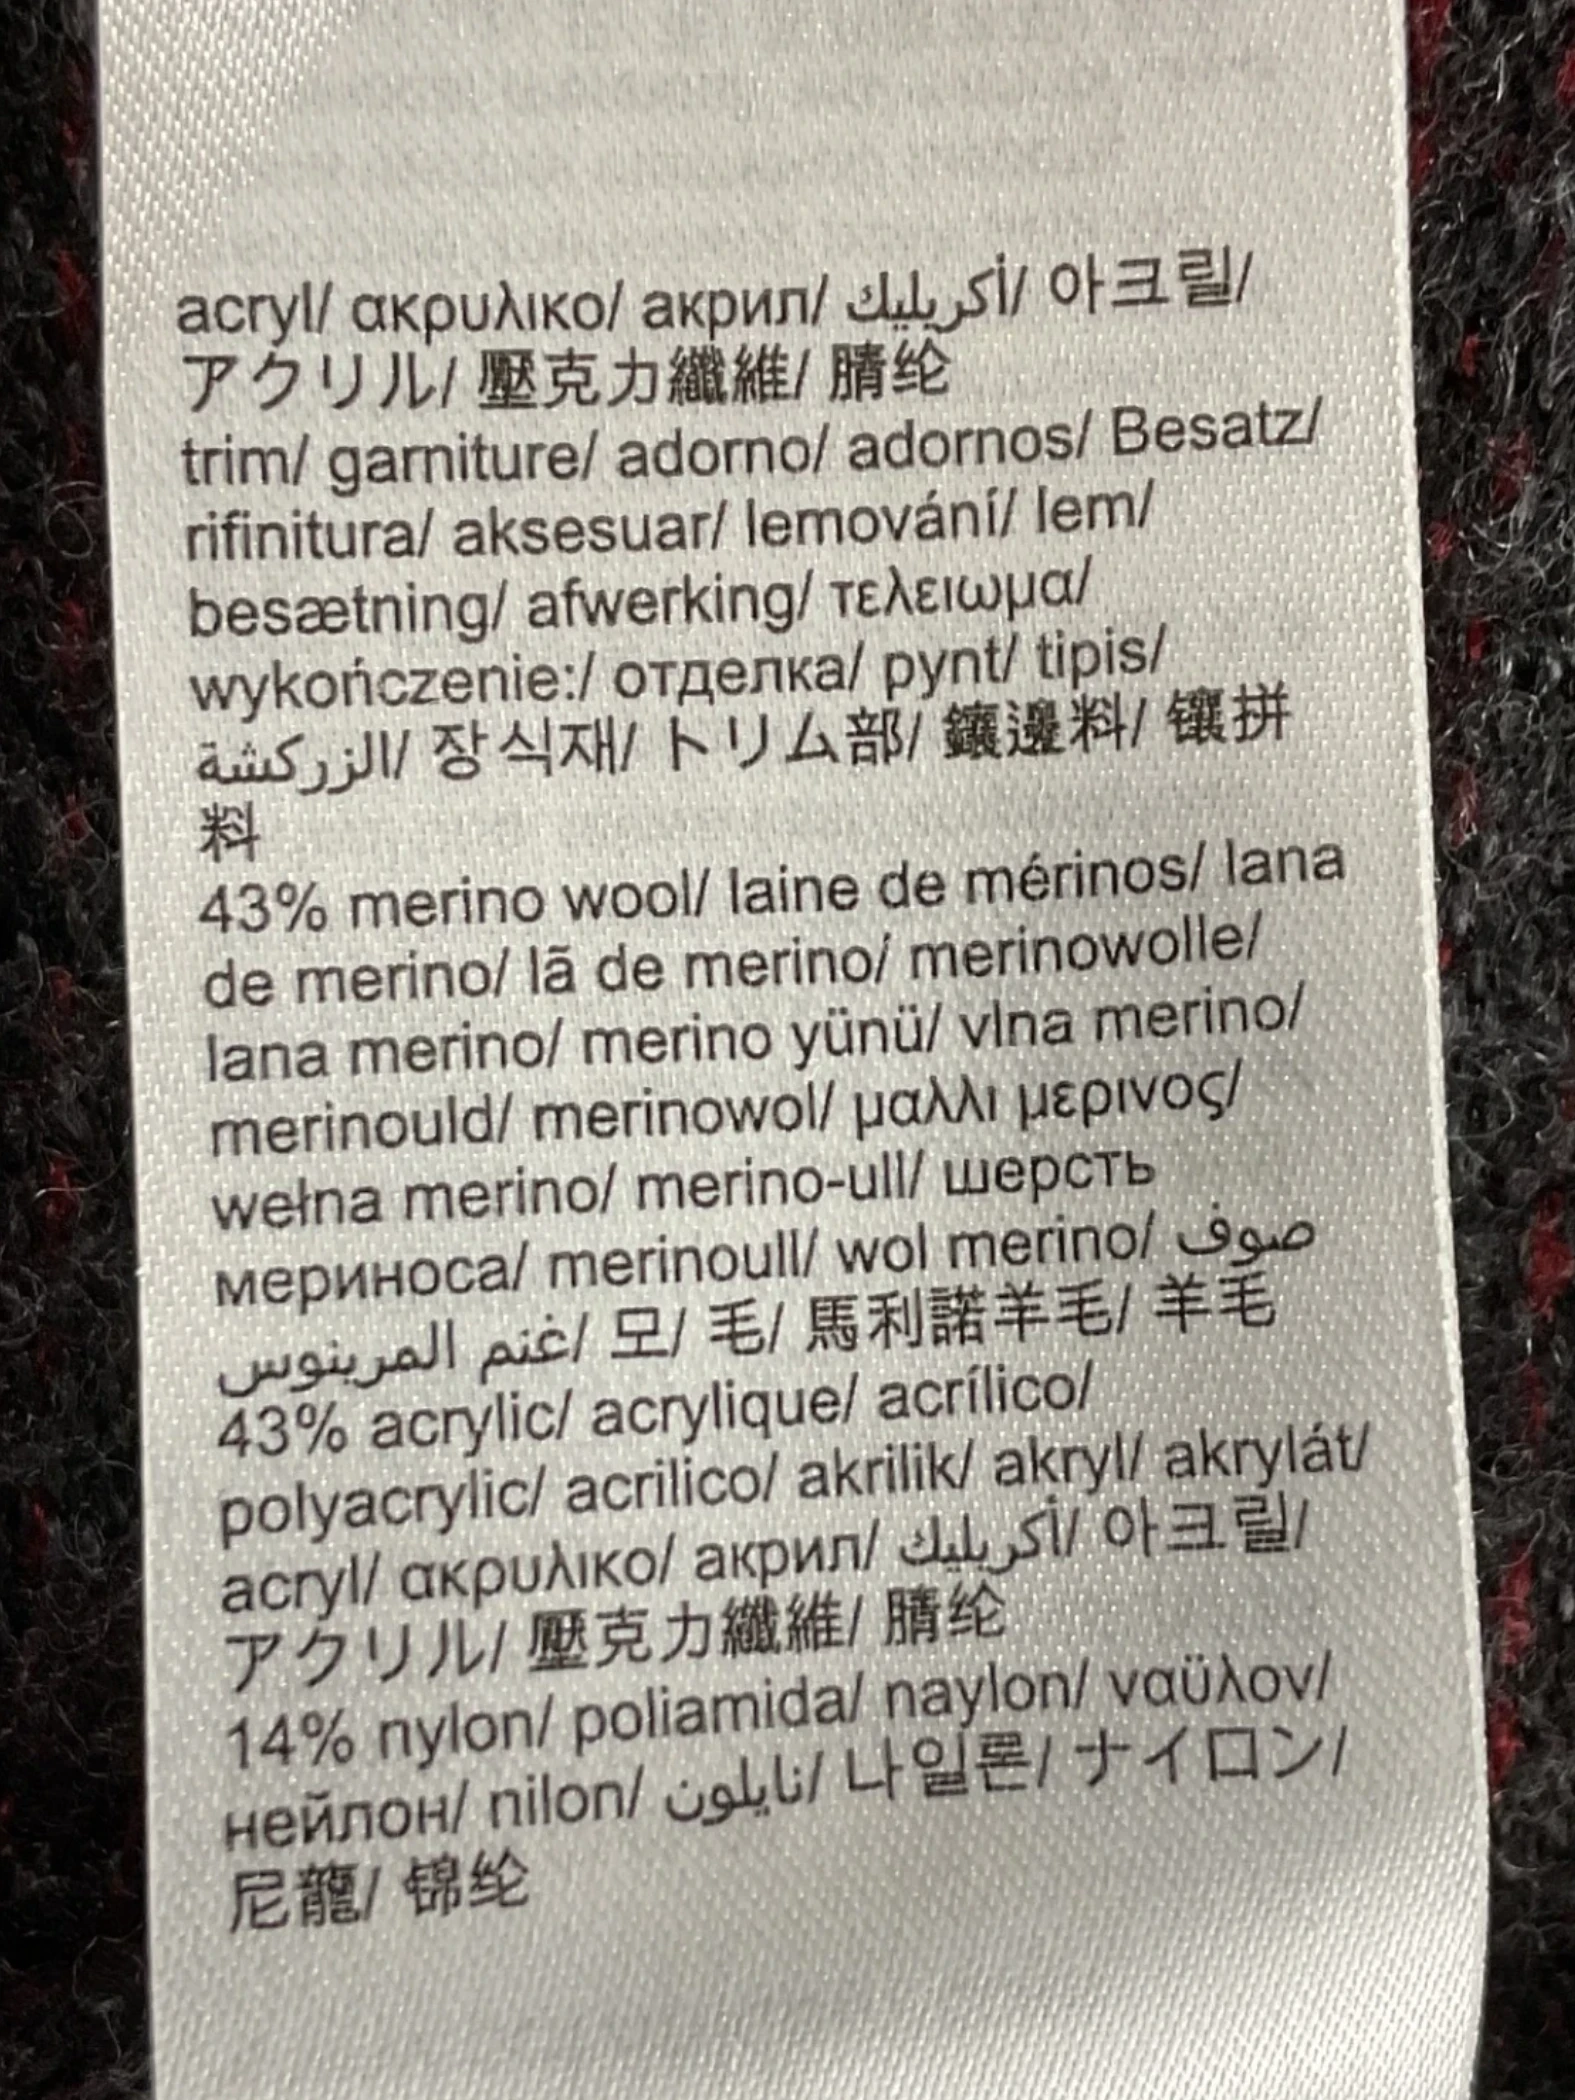 acryl/ ακρυλικο/ акрил/ أكريليك/ 아크릴/
アクリル/ 壓克力纖維/ 腈纶
trim/ garniture/ adorno/ adornos/ Besatz/
rifinitura/ aksesuar/ lemování/ lem/
besætning/ afwerking/ τελειωμα/
wykończenie:/ отделка/ pynt/ tipis/
الزركشة/ 장식재/ トリム部/ 鑲邊料/ 镶拼
料
43% merino wool/ laine de mérinos/ lana
de merino/ lã de merino/ merinowolle/
lana merino/ merino yünü/ vlna merino/
merinould/ merinowol/ μαλλι μερινος/
wełna merino/ merino-ull/ шерсть
мериноса/ merinoull/ wol merino/ صوف
غنم المرينوس/ 모/ 毛/ 馬利諾羊毛/ 羊毛
43% acrylic/ acrylique/ acrílico/
polyacrylic/ acrilico/ akrilik/ akryl/ akrylát/
acryl/ ακρυλικο/ акрил/ أكريليك/ 아크릴/
アクリル/ 壓克力纖維/ 腈纶
14% nylon/ poliamida/ naylon/ ναϋλον/
нейлон/ nilon/ نايلون/ 나일론/ ナイロン/
尼龍/ 锦纶